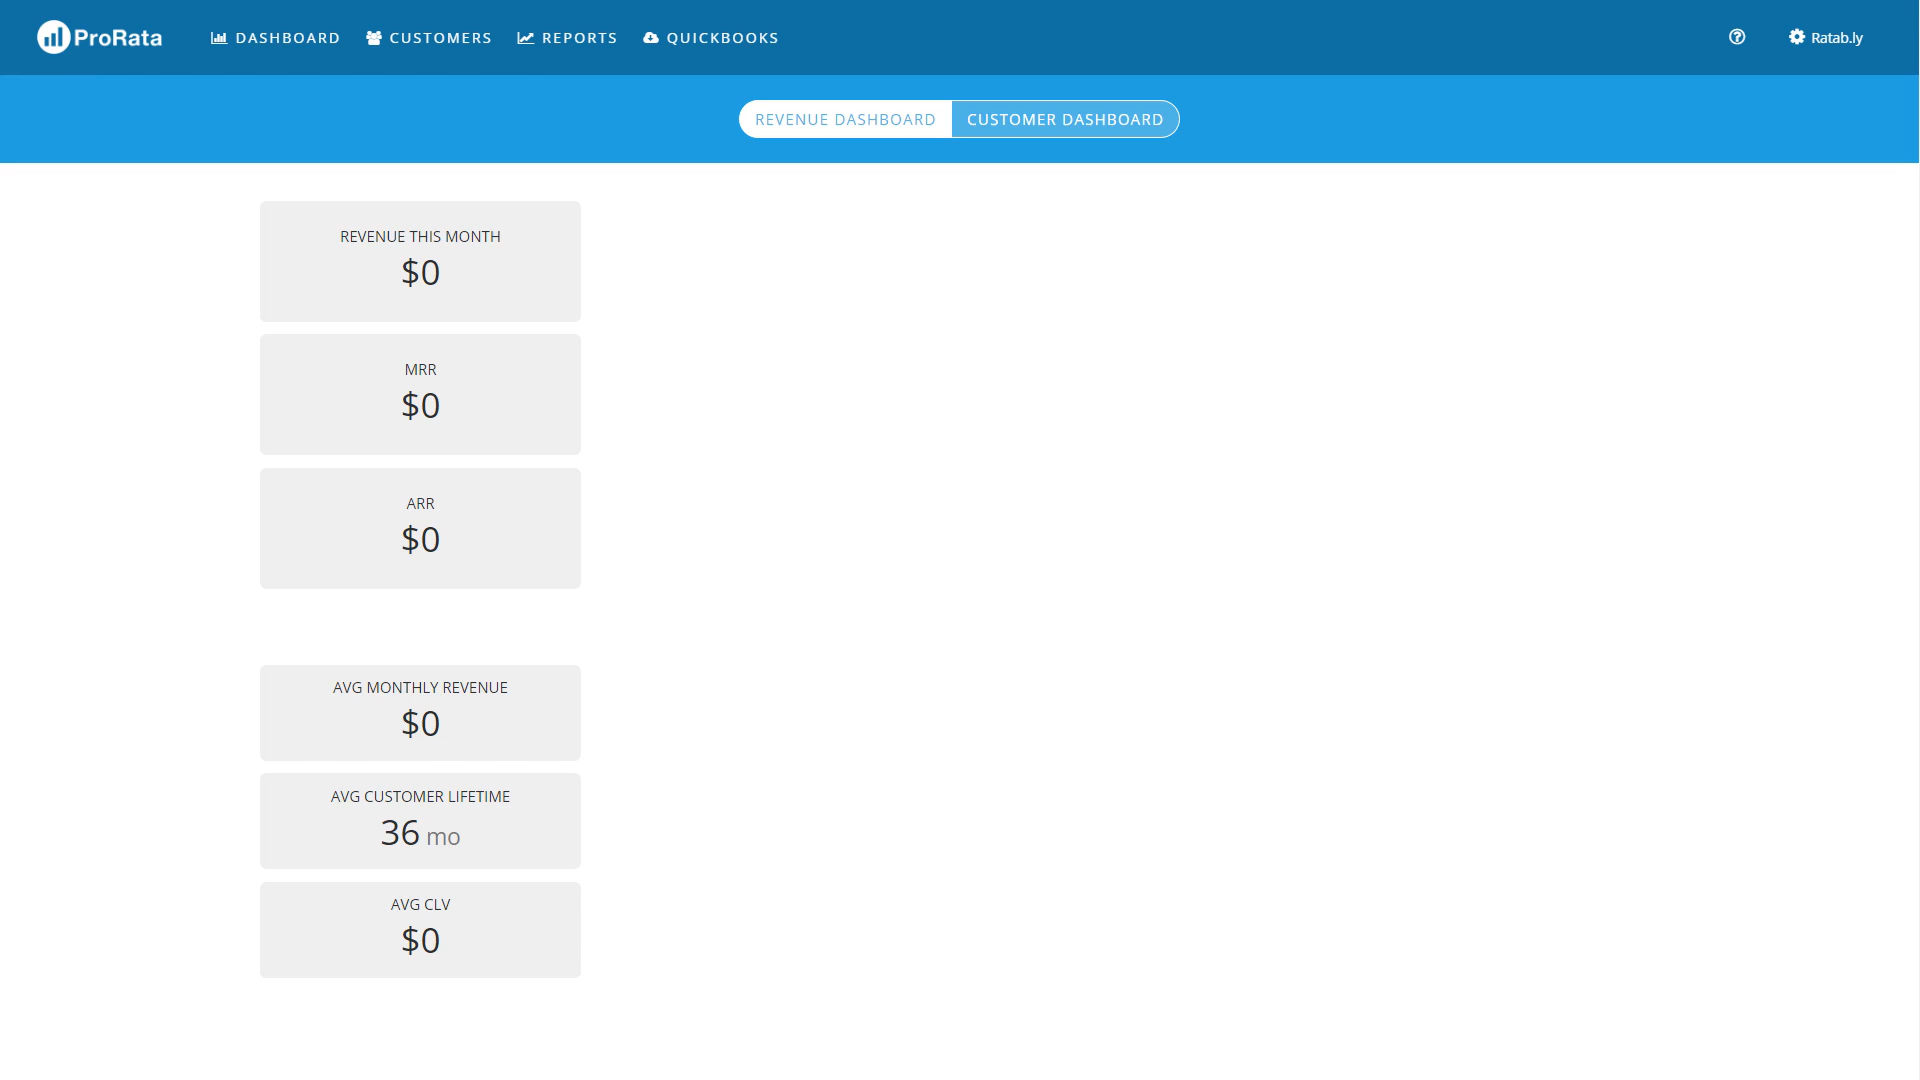 ProRata
DASHBOARD CUSTOMERS REPORTS QUICKBOOKS
Ratab.ly
REVENUE DASHBOARD CUSTOMER DASHBOARD
REVENUE THIS MONTH
$0
MRR
$0
ARR
$0
AVG MONTHLY REVENUE
$0
AVG CUSTOMER LIFETIME
36 mo
AVG CLV
$0